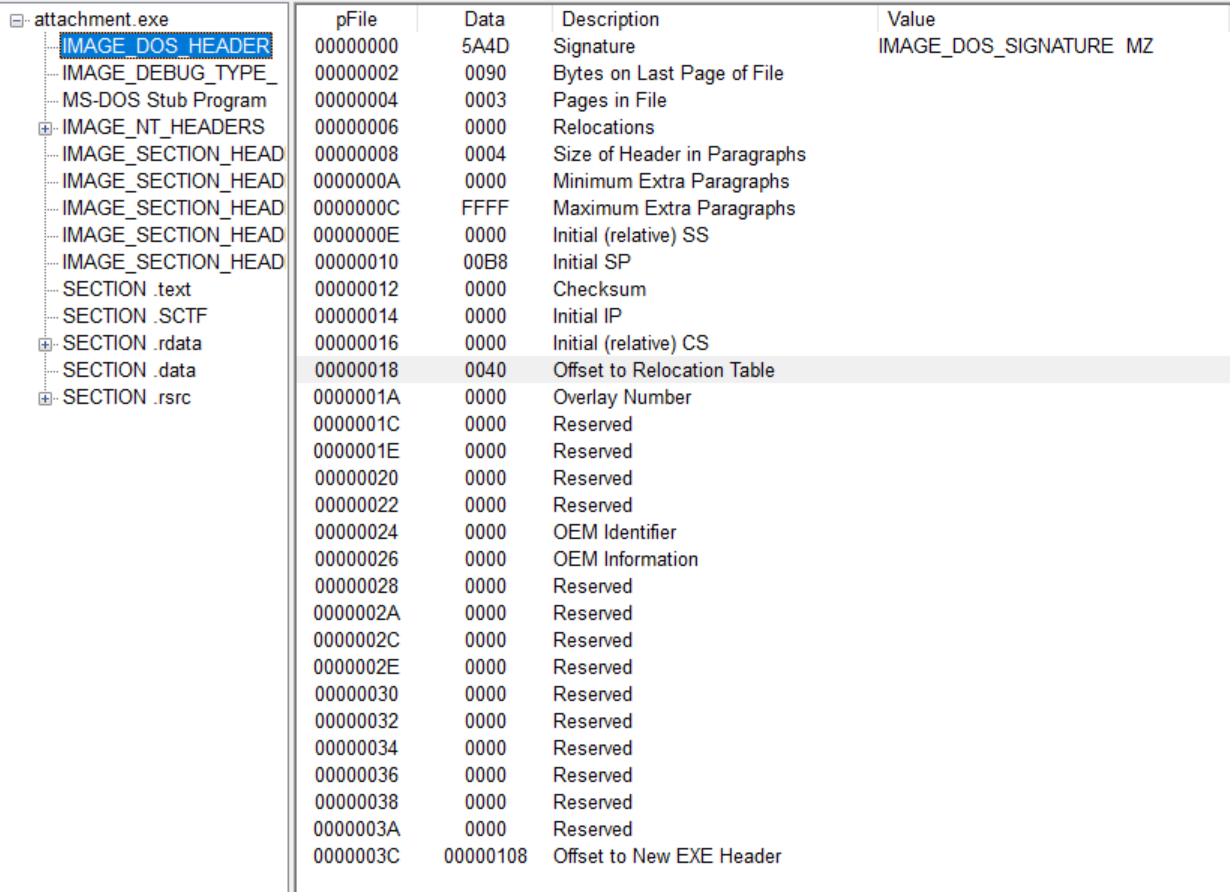 attachment.exe
IMAGE_DOS_HEADER
IMAGE_DEBUG_TYPE_
MS-DOS Stub Program
IMAGE_NT_HEADERS
IMAGE_SECTION_HEAD
IMAGE_SECTION_HEAD
IMAGE_SECTION_HEAD
IMAGE_SECTION_HEAD
IMAGE_SECTION_HEAD
SECTION .text
SECTION .SCTF
SECTION .rdata
SECTION .data
SECTION .rsrc
pFile Data Description Value
00000000 5A4D Signature IMAGE_DOS_SIGNATURE MZ
00000002 0090 Bytes on Last Page of File
00000004 0003 Pages in File
00000006 0000 Relocations
00000008 0004 Size of Header in Paragraphs
0000000A 0000 Minimum Extra Paragraphs
0000000C FFFF Maximum Extra Paragraphs
0000000E 0000 Initial (relative) SS
00000010 00B8 Initial SP
00000012 0000 Checksum
00000014 0000 Initial IP
00000016 0000 Initial (relative) CS
00000018 0040 Offset to Relocation Table
0000001A 0000 Overlay Number
0000001C 0000 Reserved
0000001E 0000 Reserved
00000020 0000 Reserved
00000022 0000 Reserved
00000024 0000 OEM Identifier
00000026 0000 OEM Information
00000028 0000 Reserved
0000002A 0000 Reserved
0000002C 0000 Reserved
0000002E 0000 Reserved
00000030 0000 Reserved
00000032 0000 Reserved
00000034 0000 Reserved
00000036 0000 Reserved
00000038 0000 Reserved
0000003A 0000 Reserved
0000003C 00000108 Offset to New EXE Header